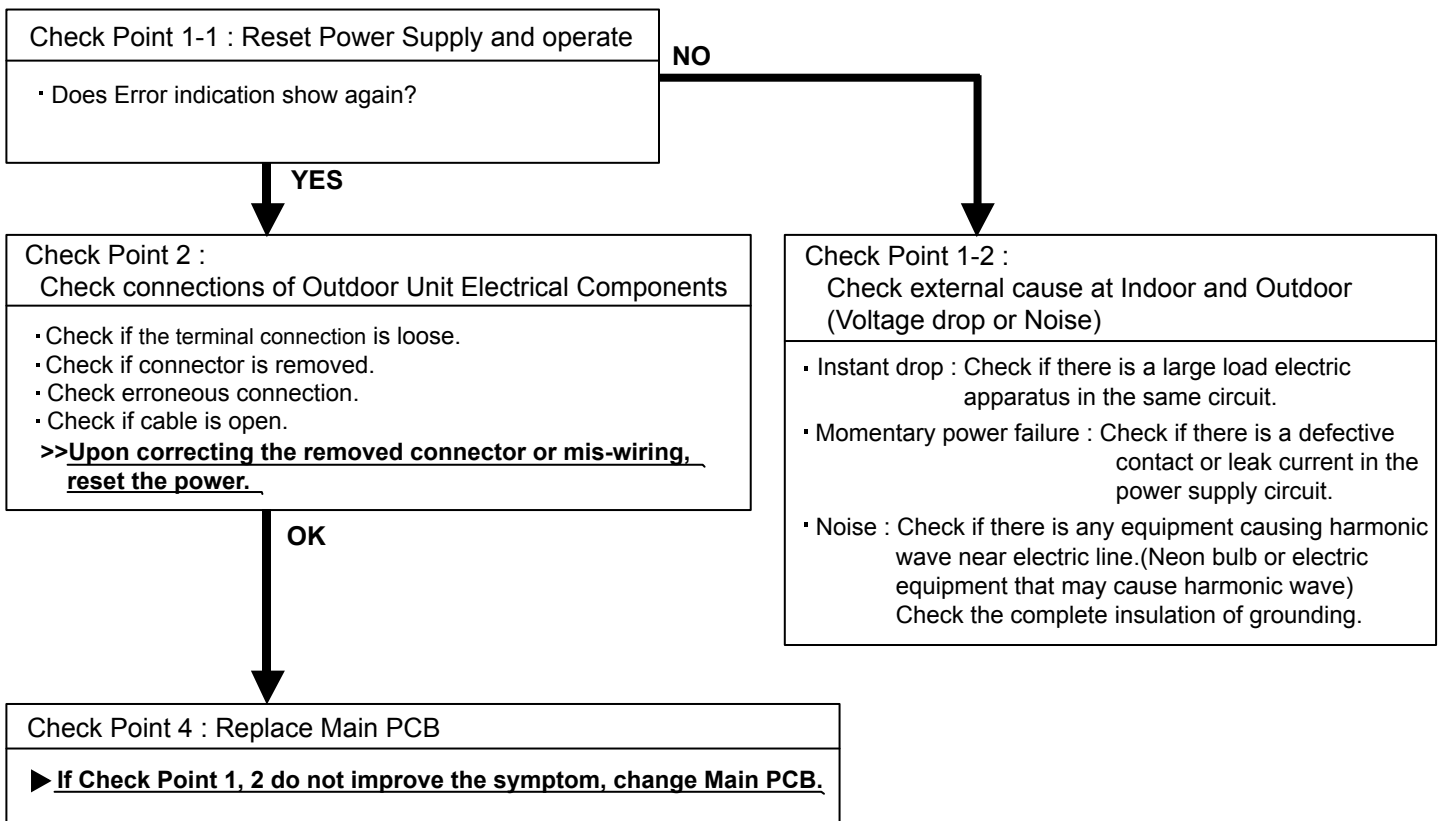 Check Point 1-1 : Reset Power Supply and operate
・Does Error indication show again?
NO
YES
Check Point 2 :
Check connections of Outdoor Unit Electrical Components
・Check if the terminal connection is loose.
・Check if connector is removed.
・Check erroneous connection.
・Check if cable is open.
>>Upon correcting the removed connector or mis-wiring,
reset the power.
OK
Check Point 1-2 :
Check external cause at Indoor and Outdoor
(Voltage drop or Noise)
・Instant drop : Check if there is a large load electric
apparatus in the same circuit.
・Momentary power failure : Check if there is a defective
contact or leak current in the
power supply circuit.
・Noise : Check if there is any equipment causing harmonic
wave near electric line.(Neon bulb or electric
equipment that may cause harmonic wave)
Check the complete insulation of grounding.
Check Point 4 : Replace Main PCB
▶If Check Point 1, 2 do not improve the symptom, change Main PCB.